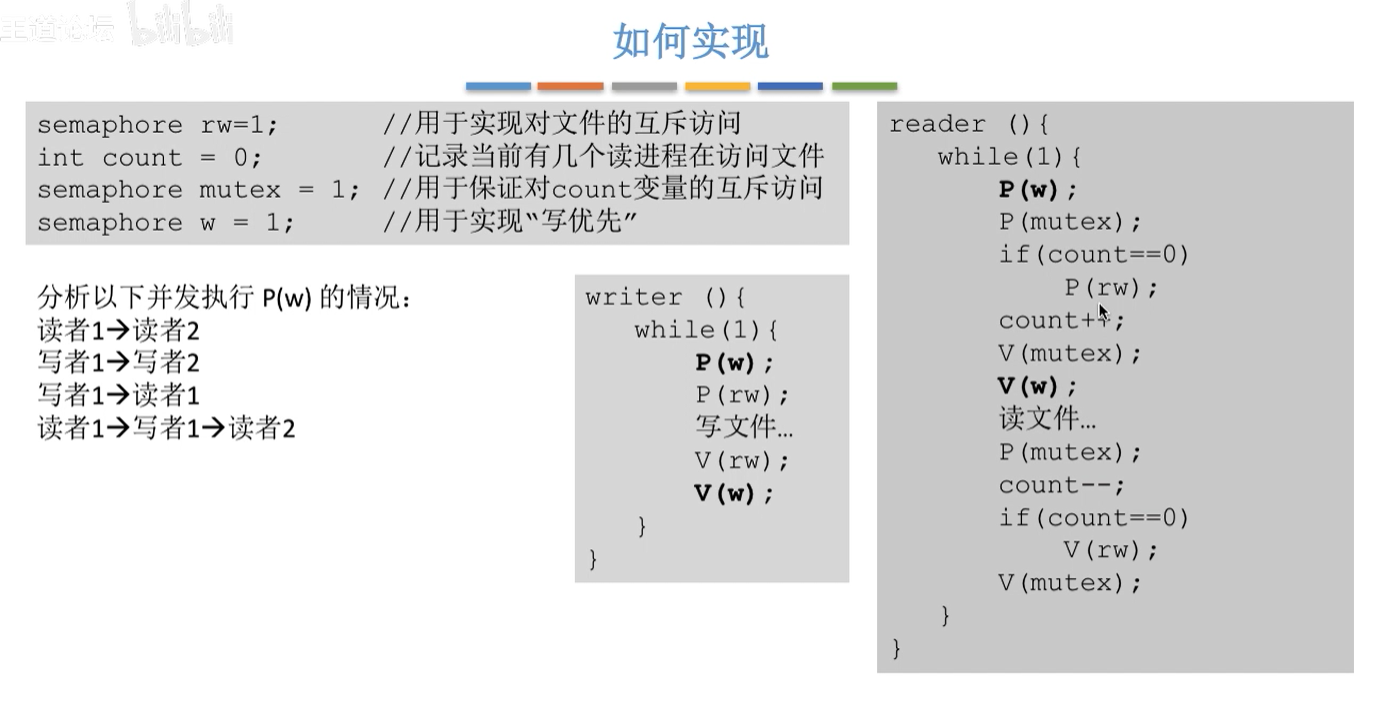 王道论坛 bilibili
如何实现
semaphore rw=1; //用于实现对文件的互斥访问
int count = 0; //记录当前有几个读进程在访问文件
semaphore mutex = 1; //用于保证对count变量的互斥访问
semaphore w = 1; //用于实现“写优先”
分析以下并发执行 P(w) 的情况：
读者1→读者2
写者1→写者2
写者1→读者1
读者1→写者1→读者2
writer (){
while(1){
P(w);
P(rw);
写文件…
V(rw);
V(w);
}
}
reader (){
while(1){
P(w);
P(mutex);
if(count==0)
P(rw);
count++;
V(mutex);
V(w);
读文件…
P(mutex);
count--;
if(count==0)
V(rw);
V(mutex);
}
}